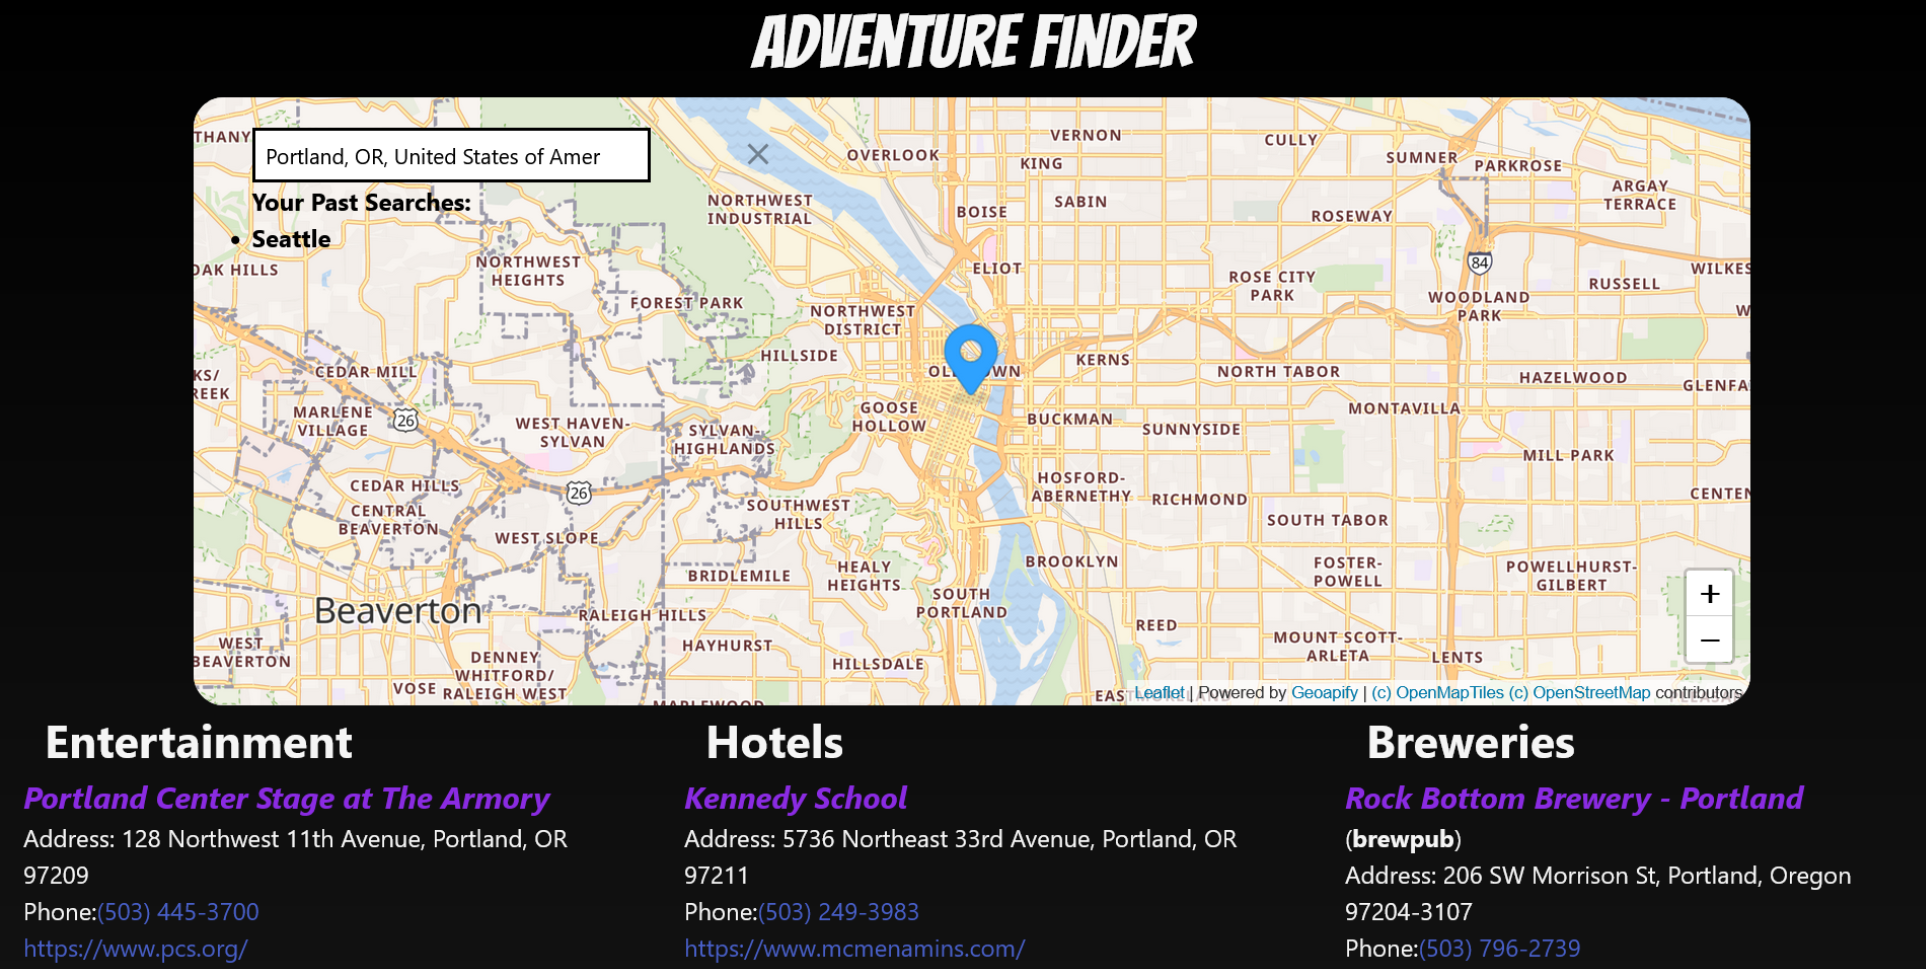 ADVENTURE FINDER
Portland, OR, United States of Amer
Your Past Searches:
• Seattle
THANY
OVERLOOK
VERNON
KING
CULLY
SUMNER
PARKROSE
NORTHWEST
INDUSTRIAL
BOISE
SABIN
ROSEWAY
ARGAY
TERRACE
OAK HILLS
NORTHWEST
HEIGHTS
FOREST PARK
ELIOT
ROSE CITY
PARK
84
WILKES
RUSSELL
WOODLAND
PARK
W
NORTHWEST
DISTRICT
HILLSIDE
OL WN
KERNS
NORTH TABOR
HAZELWOOD
GLENFA
KS/
REEK
CEDAR MILL
MARLENE
VILLAGE
26
WEST HAVEN-
SYLVAN
SYLVAN-
HIGHLANDS
GOOSE
HOLLOW
BUCKMAN
SUNNYSIDE
MONTAVILLA
MILL PARK
CEDAR HILLS
26
HOSFORD-
ABERNETHY
RICHMOND
CENTEN
CENTRAL
BEAVERTON
WEST SLOPE
SOUTHWEST
HILLS
SOUTH TABOR
BRIDLEMILE
HEALY
HEIGHTS
BROOKLYN
FOSTER-
POWELL
POWELLHURST-
GILBERT
Beaverton
RALEIGH HILLS
SOUTH
PORTLAND
REED
+
−
WEST
BEAVERTON
HAYHURST
HILLSDALE
MOUNT SCOTT-
ARLETA
LENTS
DENNEY
WHITFORD/
RALEIGH WEST
VOSE
MAPLEWOOD
EASTMORELAND
Leaflet | Powered by Geoapify | (c) OpenMapTiles (c) OpenStreetMap contributors
Entertainment
Portland Center Stage at The Armory
Address: 128 Northwest 11th Avenue, Portland, OR
97209
Phone:(503) 445-3700
https://www.pcs.org/
Hotels
Kennedy School
Address: 5736 Northeast 33rd Avenue, Portland, OR
97211
Phone:(503) 249-3983
https://www.mcmenamins.com/
Breweries
Rock Bottom Brewery - Portland
(brewpub)
Address: 206 SW Morrison St, Portland, Oregon
97204-3107
Phone:(503) 796-2739